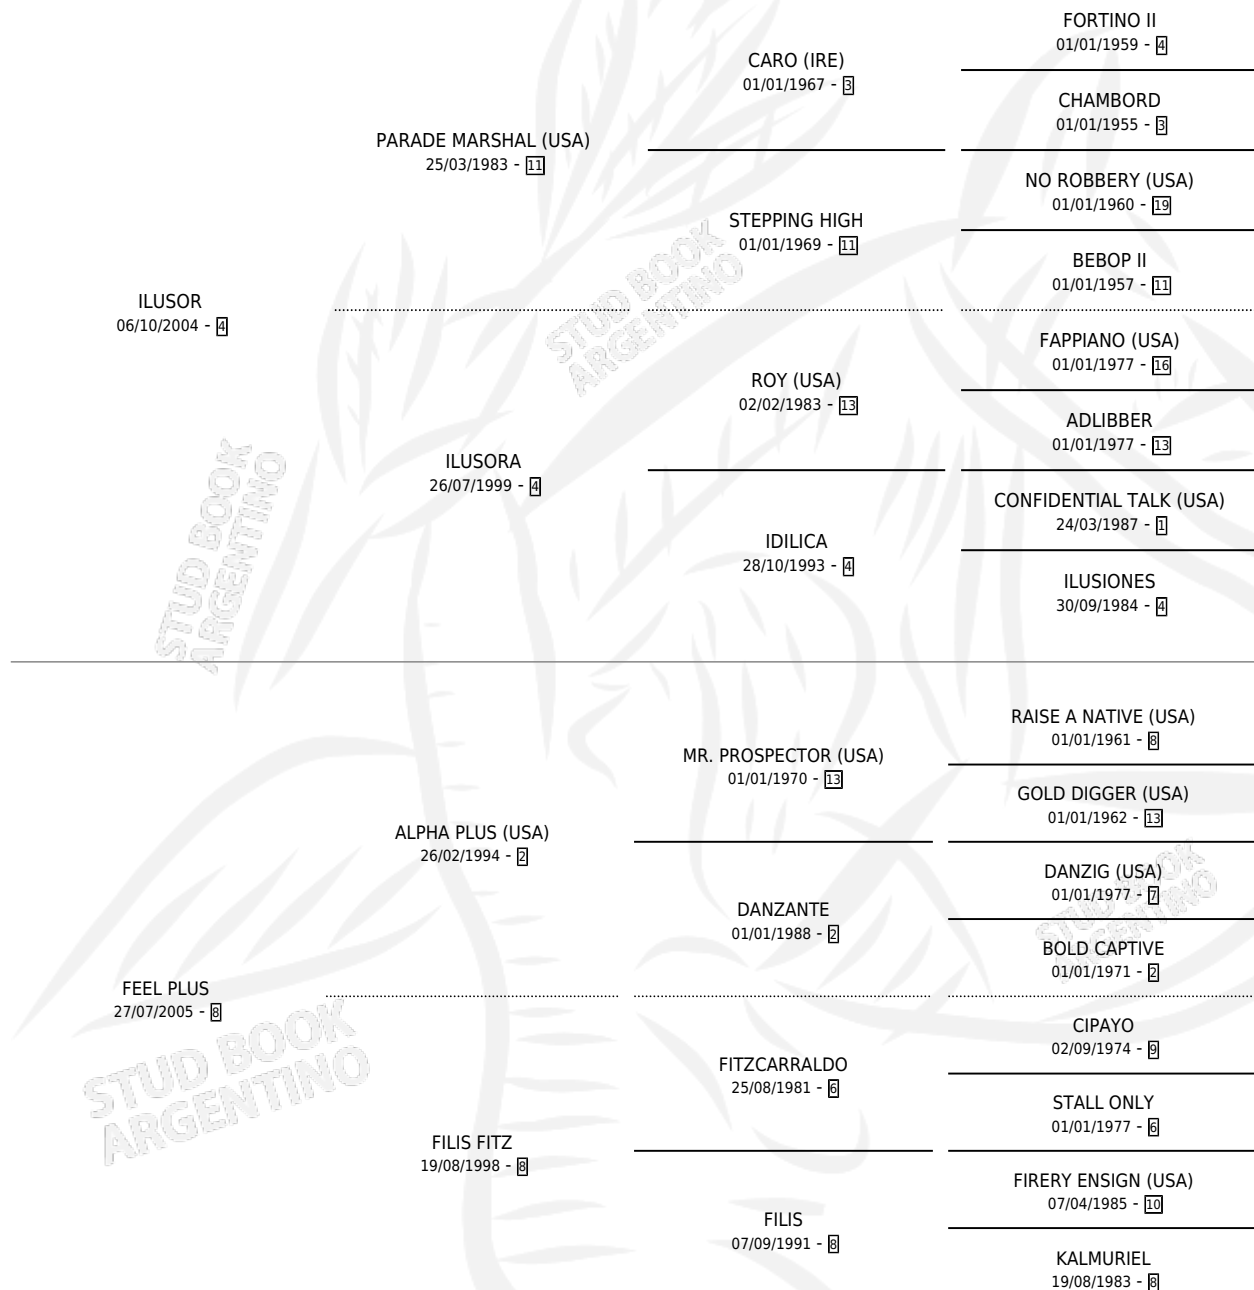 FORTINO II
01/01/1959 - 4
CARO (IRE)
01/01/1967 - 3
CHAMBORD
01/01/1955 - 3
PARADE MARSHAL (USA)
25/03/1983 - 11
NO ROBBERY (USA)
01/01/1960 - 19
STEPPING HIGH
01/01/1969 - 11
BEBOP II
01/01/1957 - 11
ILUSOR
06/10/2004 - 4
STUD BOOK
ARGENTINO
FAPPIANO (USA)
01/01/1977 - 16
ROY (USA)
02/02/1983 - 13
ADLIBBER
01/01/1977 - 13
ILUSORA
26/07/1999 - 4
CONFIDENTIAL TALK (USA)
24/03/1987 - 1
IDILICA
28/10/1993 - 4
ILUSIONES
30/09/1984 - 4
STUD BOOK
ARGENTINO
RAISE A NATIVE (USA)
01/01/1961 - 8
MR. PROSPECTOR (USA)
01/01/1970 - 13
GOLD DIGGER (USA)
01/01/1962 - 13
ALPHA PLUS (USA)
26/02/1994 - 2
DANZIG (USA)
01/01/1977 - 7
DANZANTE
01/01/1988 - 2
STUD BOOK
ARGENTINO
BOLD CAPTIVE
01/01/1971 - 2
FEEL PLUS
27/07/2005 - 8
CIPAYO
02/09/1974 - 9
FITZCARRALDO
25/08/1981 - 6
STUD BOOK
ARGENTINO
STALL ONLY
01/01/1977 - 6
FILIS FITZ
19/08/1998 - 8
FIRERY ENSIGN (USA)
07/04/1985 - 10
FILIS
07/09/1991 - 8
KALMURIEL
19/08/1983 - 8